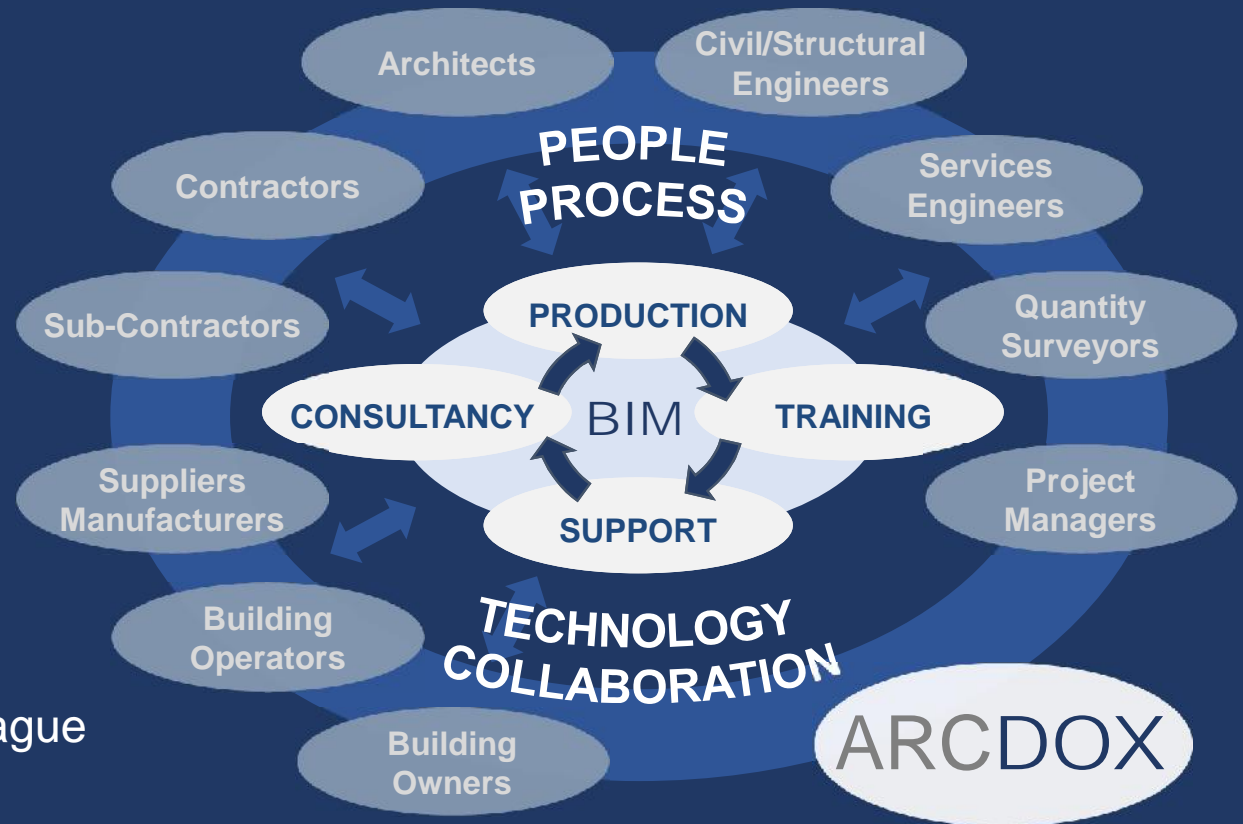 Architects
Civil/Structural
Engineers
PEOPLE
PROCESS
Contractors
Services
Engineers
Sub-Contractors
PRODUCTION
Quantity
Surveyors
CONSULTANCY
BIM
TRAINING
Suppliers
Manufacturers
SUPPORT
Project
Managers
Building
Operators
TECHNOLOGY
COLLABORATION
Building
Owners
ARCDOX